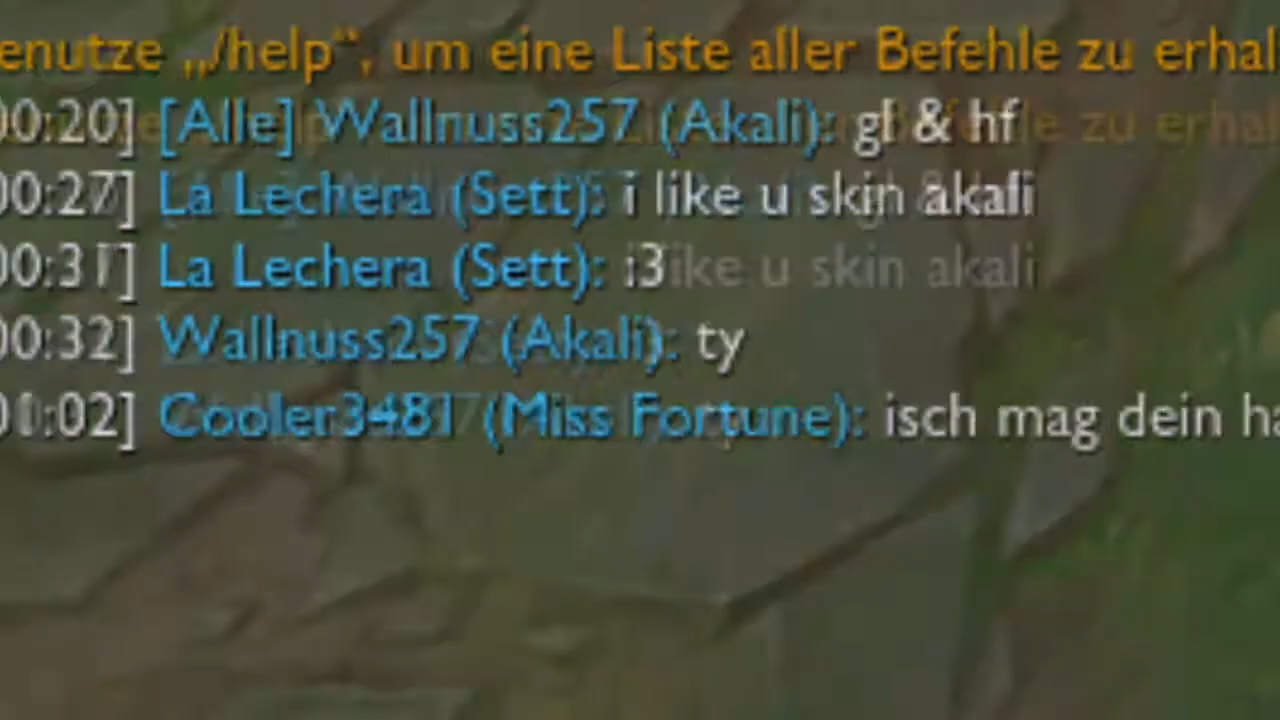 enutze „/help“, um eine Liste aller Befehle zu erhal
00:20] [Alle] Wallnuss257 (Akali): gl & hf
00:27] La Lechera (Sett): i like u skin akali
00:31] La Lechera (Sett): :3
00:32] Wallnuss257 (Akali): ty
01:02] Cooler3481 (Miss Fortune): isch mag dein ha